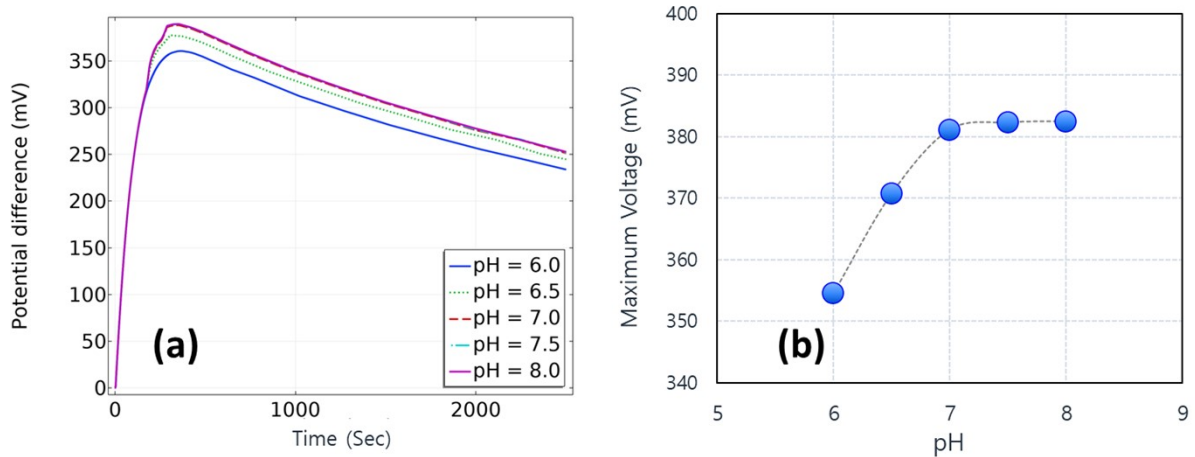 Potential difference (mV)
350
300
250
200
150
100
50
0
0
1000
2000
Time (Sec)
(a)
pH = 6.0
pH = 6.5
pH = 7.0
pH = 7.5
pH = 8.0
Maximum Voltage (mV)
400
390
380
370
360
350
340
5
6
7
8
9
pH
(b)